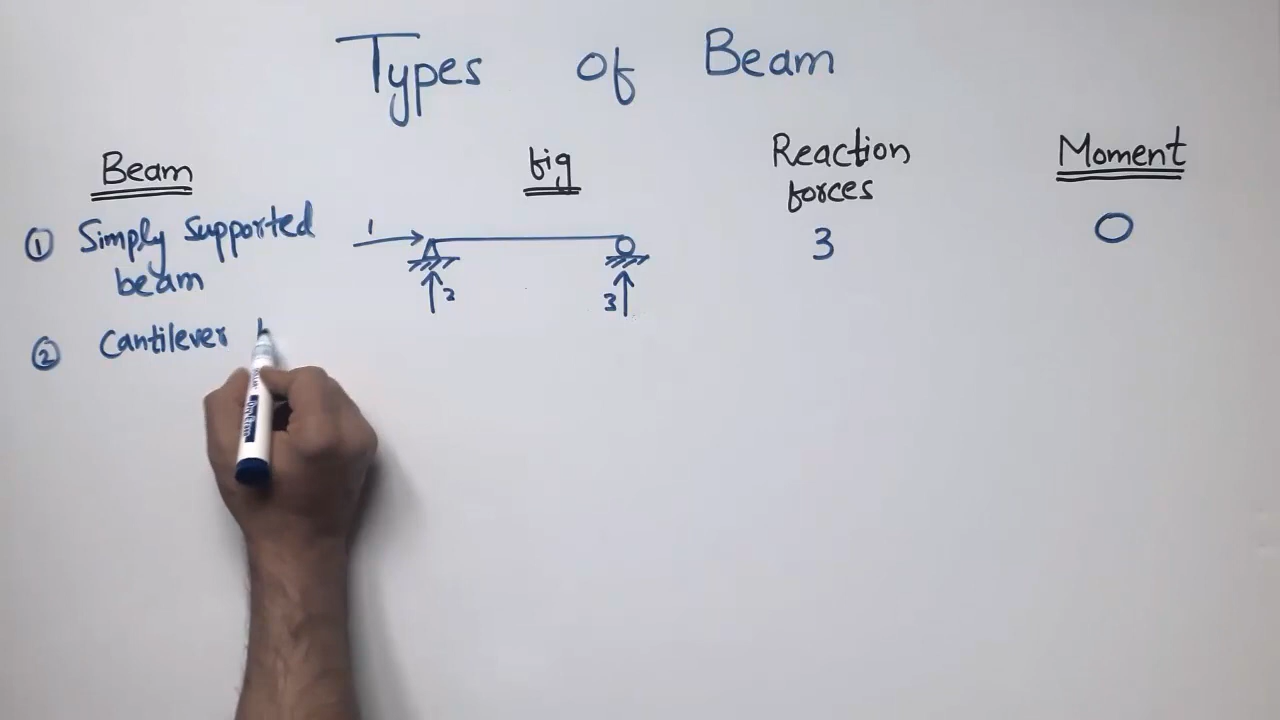 Types of Beam
Beam fig Reaction forces Moment
① Simply supported beam 1 2 3 3 0
② Cantilever b